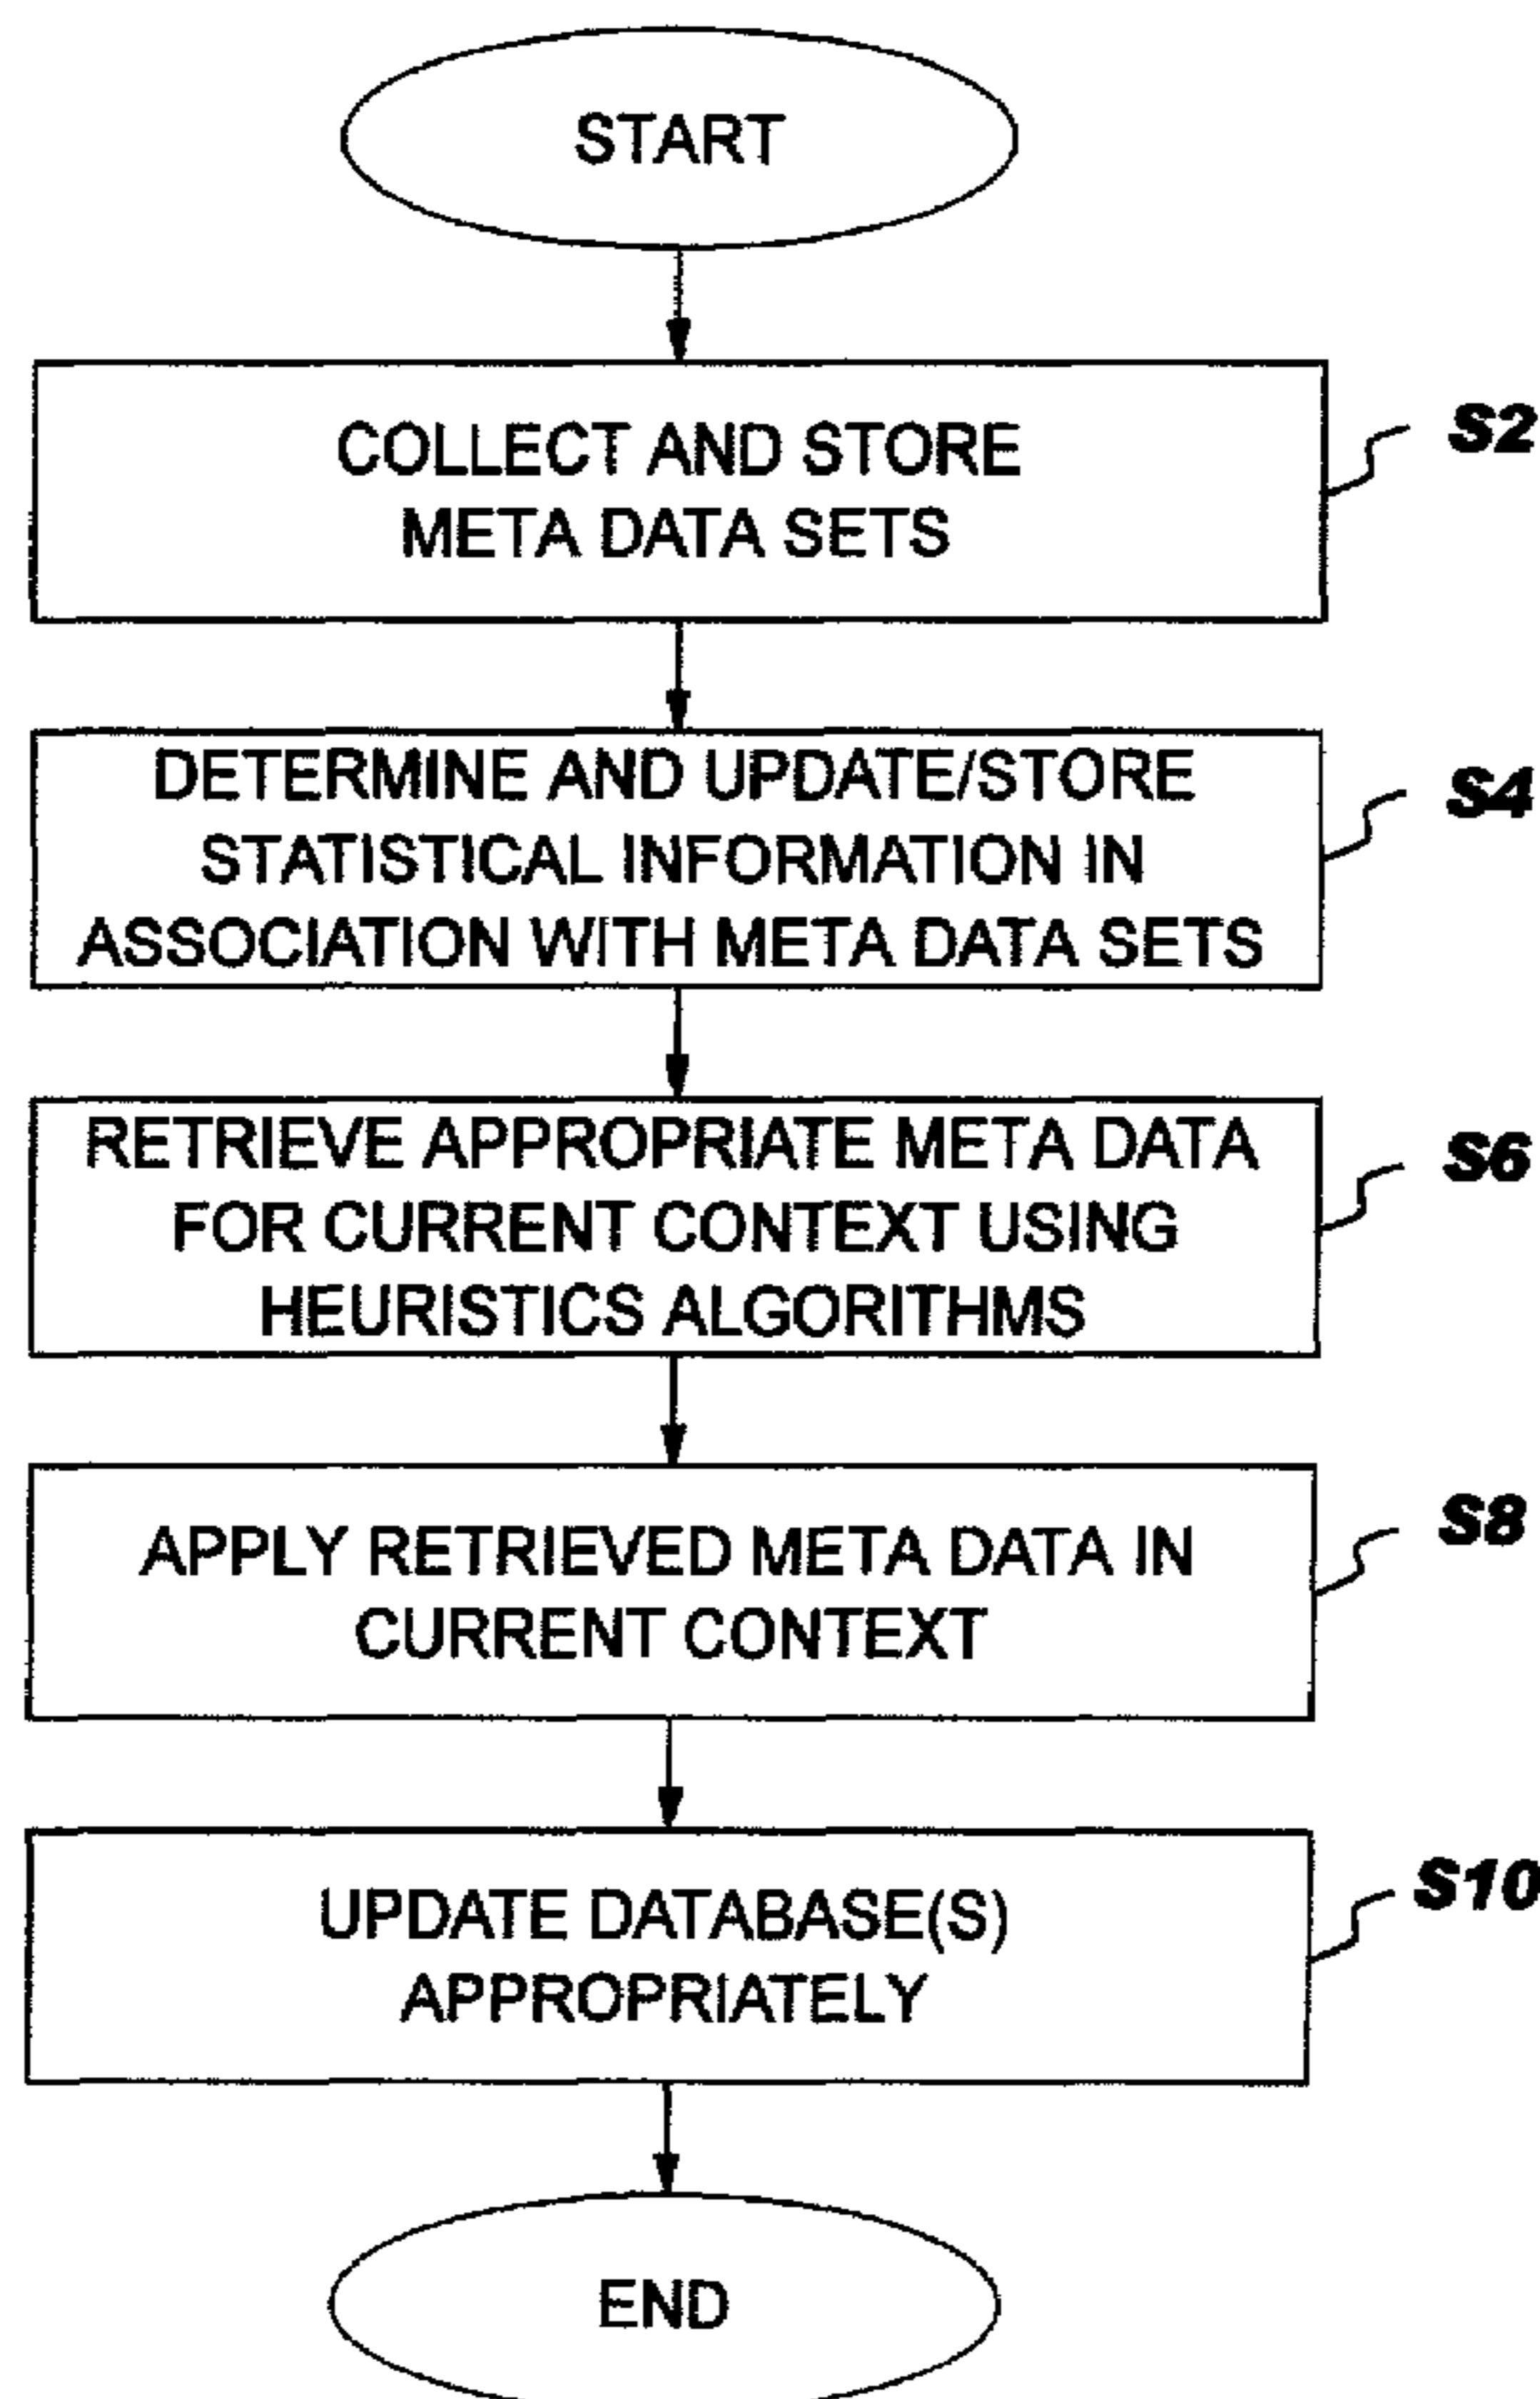 START
COLLECT AND STORE
META DATA SETS
S2
DETERMINE AND UPDATE/STORE
STATISTICAL INFORMATION IN
ASSOCIATION WITH META DATA SETS
S4
RETRIEVE APPROPRIATE META DATA
FOR CURRENT CONTEXT USING
HEURISTICS ALGORITHMS
S6
APPLY RETRIEVED META DATA IN
CURRENT CONTEXT
S8
UPDATE DATABASE(S)
APPROPRIATELY
S10
END